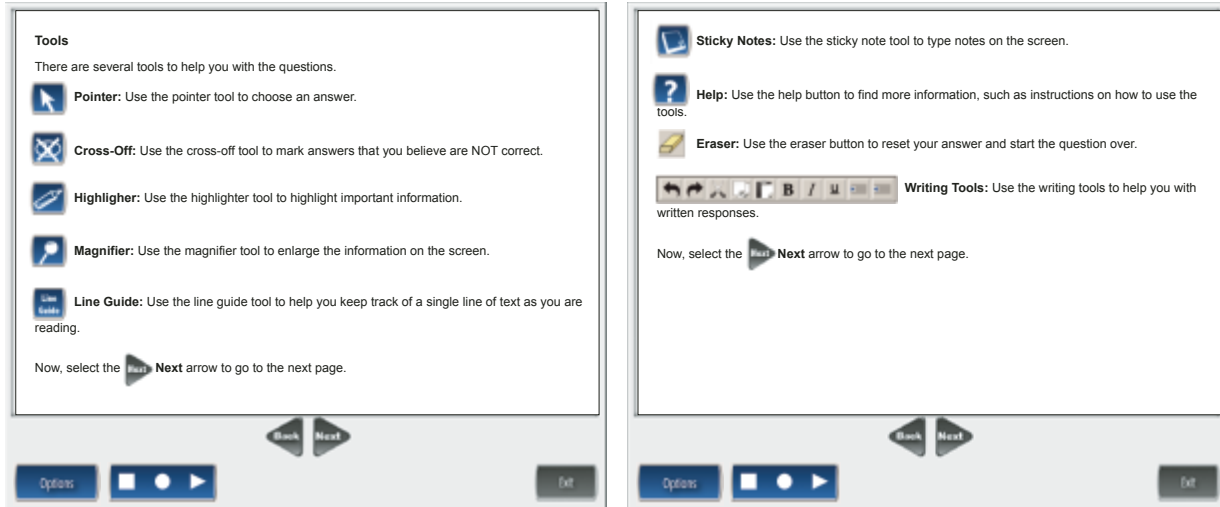 Tools
There are several tools to help you with the questions.
Pointer: Use the pointer tool to choose an answer.
Cross-Off: Use the cross-off tool to mark answers that you believe are NOT correct.
Highligher: Use the highlighter tool to highlight important information.
Magnifier: Use the magnifier tool to enlarge the information on the screen.
Line
Guide
Line Guide: Use the line guide tool to help you keep track of a single line of text as you are
reading.
Now, select the Next Next arrow to go to the next page.
Back Next
Options
Exit
Sticky Notes: Use the sticky note tool to type notes on the screen.
? Help: Use the help button to find more information, such as instructions on how to use the
tools.
Eraser: Use the eraser button to reset your answer and start the question over.
B I U Writing Tools: Use the writing tools to help you with
written responses.
Now, select the Next Next arrow to go to the next page.
Back Next
Options
Exit